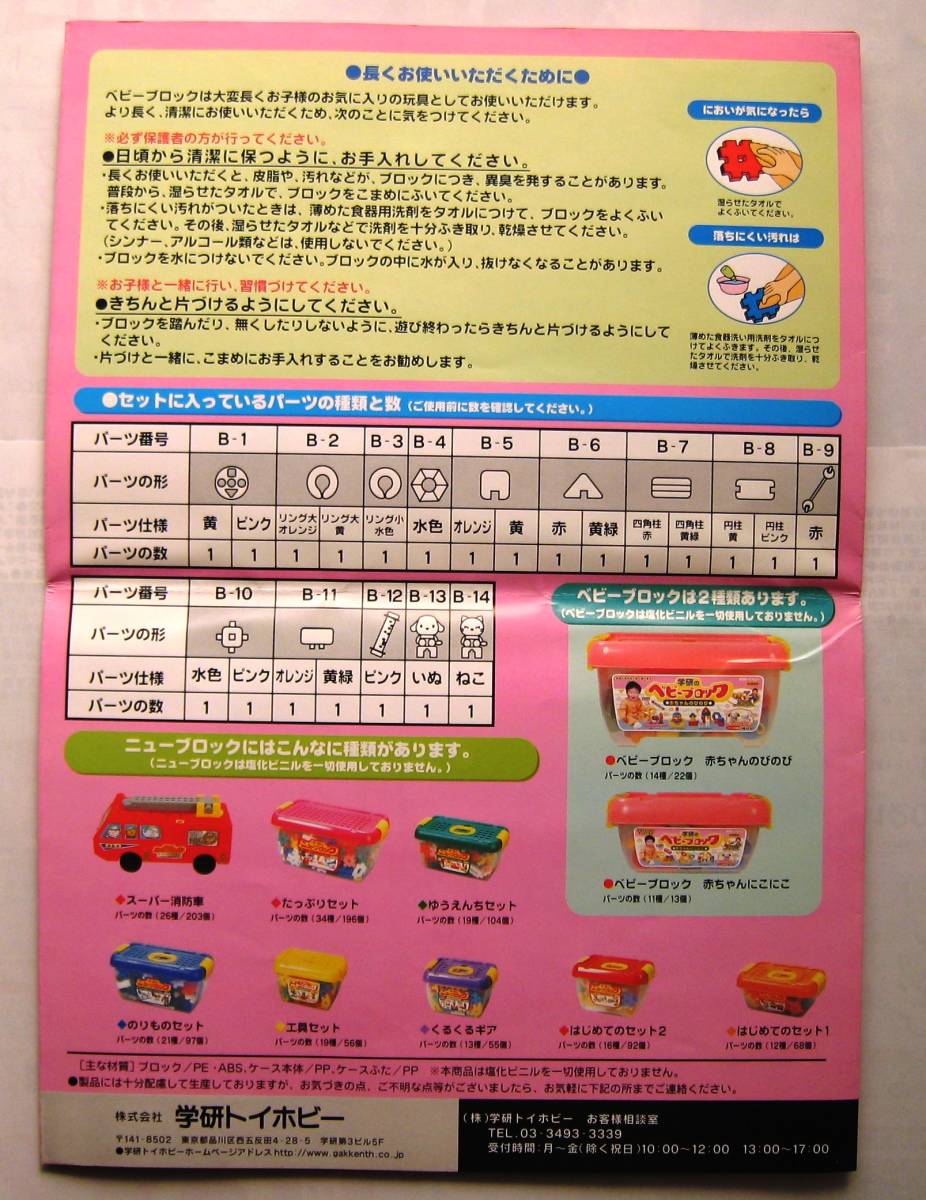 ●長くお使いいただくために●
ベビーブロックは大変長くお子様のお気に入りの玩具としてお使いいただけます。
より長く、清潔にお使いいただくため、次のことに気をつけてください。
※必ず保護者の方が行ってください。
●日頃から清潔に保つように、お手入れしてください。
・長くお使いいただくと、皮脂や、汚れなどが、ブロックにつき、異臭を発することがあります。
普段から、湿らせたタオルで、ブロックをこまめにふいてください。
・落ちにくい汚れがついたときは、薄めた食器用洗剤をタオルにつけて、ブロックをよくふい
てください。その後、湿らせたタオルなどで洗剤を十分ふき取り、乾燥させてください。
(シンナー、アルコール類などは、使用しないでください。)
・ブロックを水につけないでください。ブロックの中に水が入り、抜けなくなることがあります。
※お子様と一緒に行い、習慣づけてください。
●きちんと片づけるようにしてください。
・ブロックを踏んだり、無くしたりしないように、遊び終わったらきちんと片づけるようにして
ください。
・片づけと一緒に、こまめにお手入れすることをお勧めします。
においが気になったら
湿らせたタオルで
よくふいてください。
落ちにくい汚れは
薄めた食器洗い用洗剤をタオルにつ
けてよくふきます。その後、湿らせ
たタオルで洗剤を十分ふき取り、乾
燥させてください。
●セットに入っているパーツの種類と数(ご使用前に数を確認してください。)
パーツ番号 B-1 B-2 B-3 B-4 B-5 B-6 B-7 B-8 B-9
パーツの形
パーツ仕様 黄 ピンク リング大オレンジ リング大黄 リング小水色 水色 オレンジ 黄 赤 黄緑 四角柱赤 四角柱黄緑 円柱黄 円柱ピンク 赤
パーツの数 1 1 1 1 1 1 1 1 1 1 1 1 1 1 1
パーツ番号 B-10 B-11 B-12 B-13 B-14
パーツの形
パーツ仕様 水色 ピンク オレンジ 黄緑 ピンク いぬ ねこ
パーツの数 1 1 1 1 1 1 1
ベビーブロックは2種類あります。
(ベビーブロックは塩化ビニルを一切使用しておりません。)
学研の
ベビーブロック
赤ちゃんのびのび
●ベビーブロック 赤ちゃんのびのび
パーツの数(14種/22個)
学研の
ベビーブロック
●ベビーブロック 赤ちゃんにこにこ
パーツの数(11種/13個)
ニューブロックにはこんなに種類があります。
(ニューブロックは塩化ビニルを一切使用しておりません。)
◆スーパー消防車
パーツの数(26種/203個)
◆たっぷりセット
パーツの数(34種/196個)
◆ゆうえんちセット
パーツの数(19種/104個)
◆のりものセット
パーツの数(21種/97個)
◆工具セット
パーツの数(19種/56個)
◆くるくるギア
パーツの数(13種/55個)
◆はじめてのセット2
パーツの数(16種/92個)
◆はじめてのセット1
パーツの数(12種/68個)
[主な材質]ブロック/PE・ABS、ケース本体/PP、ケースふた/PP ※本商品は塩化ビニルを一切使用しておりません。
●製品には十分配慮して生産しておりますが、お気づきの点、ご不明な点等がございましたら、お気軽に下記の所までご連絡ください。
株式会社 学研トイホビー
〒141-8502 東京都品川区西五反田4-28-5 学研第3ビル5F
●学研トイホビーホームページアドレスhttp://www.gakkenth.co.jp
(株)学研トイホビー お客様相談室
TEL.03-3493-3339
受付時間:月〜金(除く祝日)10:00〜12:00 13:00〜17:00